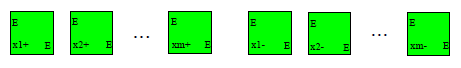 E E E ... E E ... E
x1+ E x2+ E xm+ E x1- E x2- E xm- E